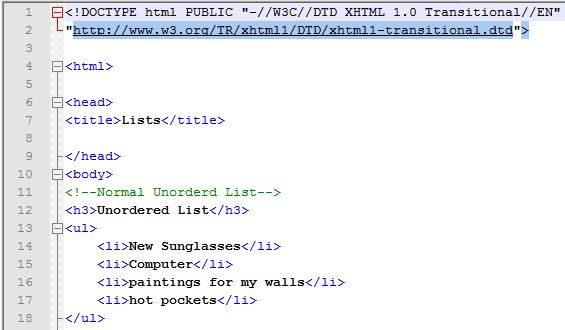 1 <!DOCTYPE html PUBLIC "-//W3C//DTD XHTML 1.0 Transitional//EN"
2 "http://www.w3.org/TR/xhtml1/DTD/xhtml1-transitional.dtd">
3
4 <html>
5
6 <head>
7 <title>Lists</title>
8
9 </head>
10 <body>
11 <!--Normal Unorderd List-->
12 <h3>Unordered List</h3>
13 <ul>
14 <li>New Sunglasses</li>
15 <li>Computer</li>
16 <li>paintings for my walls</li>
17 <li>hot pockets</li>
18 </ul>